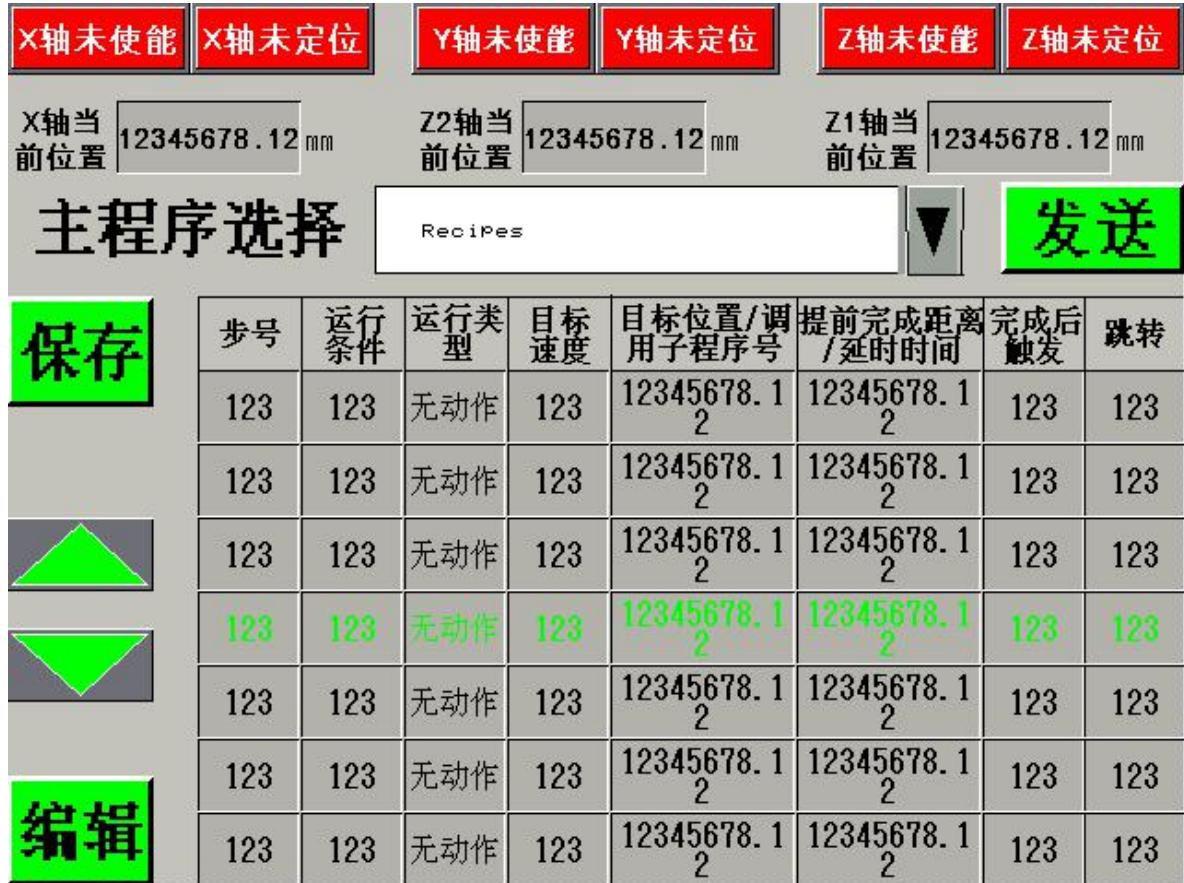 X轴未使能 X轴未定位 Y轴未使能 Y轴未定位 Z轴未使能 Z轴未定位
X轴当前位置 12345678.12 mm Z2轴当前位置 12345678.12 mm Z1轴当前位置 12345678.12 mm
主程序选择 Recipes 发送
保存
步号 运行条件 运行类型 目标速度 目标位置/调用子程序号 提前完成距离/延时时间 完成后触发 跳转
123 123 无动作 123 12345678.12 12345678.12 123 123
123 123 无动作 123 12345678.12 12345678.12 123 123
123 123 无动作 123 12345678.12 12345678.12 123 123
123 123 无动作 123 12345678.12 12345678.12 123 123
123 123 无动作 123 12345678.12 12345678.12 123 123
123 123 无动作 123 12345678.12 12345678.12 123 123
编辑
123 123 无动作 123 12345678.12 12345678.12 123 123